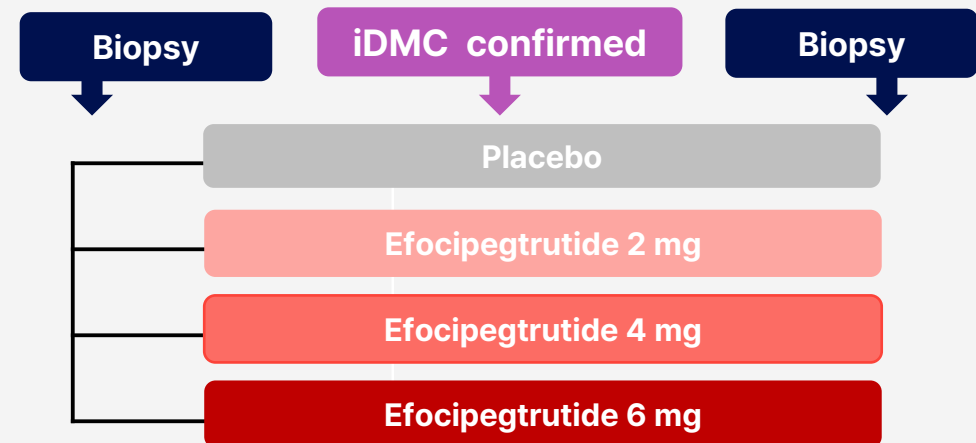 Biopsy
iDMC confirmed
Biopsy
Placebo
Efocipegtrutide 2 mg
Efocipegtrutide 4 mg
Efocipegtrutide 6 mg